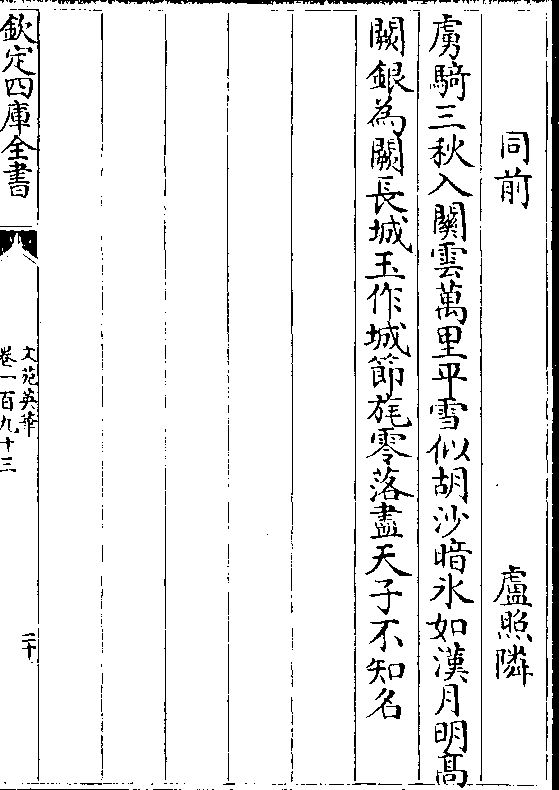 同前　盧照隣
虜騎三秋入關雲萬里平雪似胡沙暗氷如漢月明髙
闕銀為闕長城玉作城節旄零落盡天子不知名
欽定四庫全書
文苑英華
卷一百九十三
二十